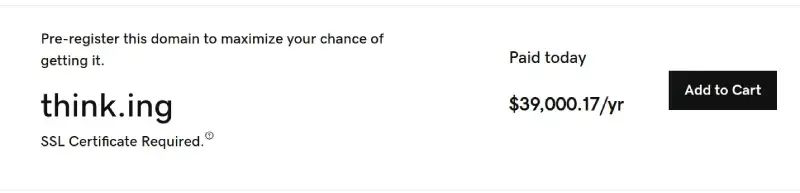 Pre-register this domain to maximize your chance of
getting it.
think.ing
SSL Certificate Required.
Paid today
$39,000.17/yr
Add to Cart